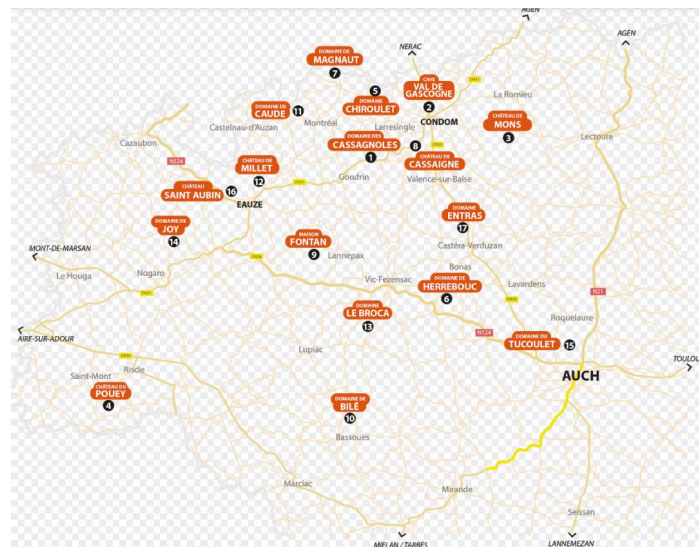 AGEN
NERAC
AGEN
DOMAINE DE
MAGNAUT
7
5
DOMAINE
CHIROULET
CAVE
VAL DE
GASCOGNE
2
CONDOM
D931
La Romieu
CHÂTEAU DE
MONS
3
DOMAINE DE
CAUDE
11
Castelnau-d'Auzan
Montréal
Larressingle
Lectoure
Cazaubon
DOMAINE DES
CASSAGNOLES
1
8
D930
CHÂTEAU DE
CASSAIGNE
Valence-sur-Baïse
N524
CHÂTEAU DE
MILLET
12
D931
Gondrin
CHÂTEAU
SAINT AUBIN
16
EAUZE
DOMAINE
ENTRAS
17
Castéra-Verduzan
DOMAINE DE
JOY
14
MAISON
FONTAN
9
Lannepax
MONT-DE-MARSAN
Le Houga
Nogaro
D931
Vic-Fezensac
Bonas
Lavardens
DOMAINE DE
HERREBOUC
6
N21
DOMAINE
LE BROCA
13
Roquelaure
AIRE-SUR-ADOUR
N124
DOMAINE DU
TUCOULET
15
TOULOU
Lupiac
AUCH
Saint-Mont
Riscle
CHÂTEAU DU
POUEY
4
DOMAINE DE
BILÉ
10
Bassoues
Marciac
Mirande
Seissan
MIELAN / TARBES
LANNEMEZAN